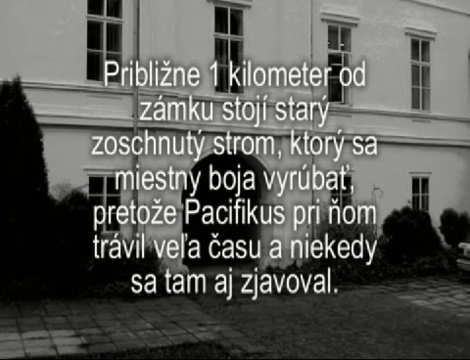 Približne 1 kilometer od
zámku stojí starý
zoschnutý strom, ktorý sa
miestny boja vyrúbať,
pretože Pacifikus pri ňom
trávil veľa času a niekedy
sa tam aj zjavoval.